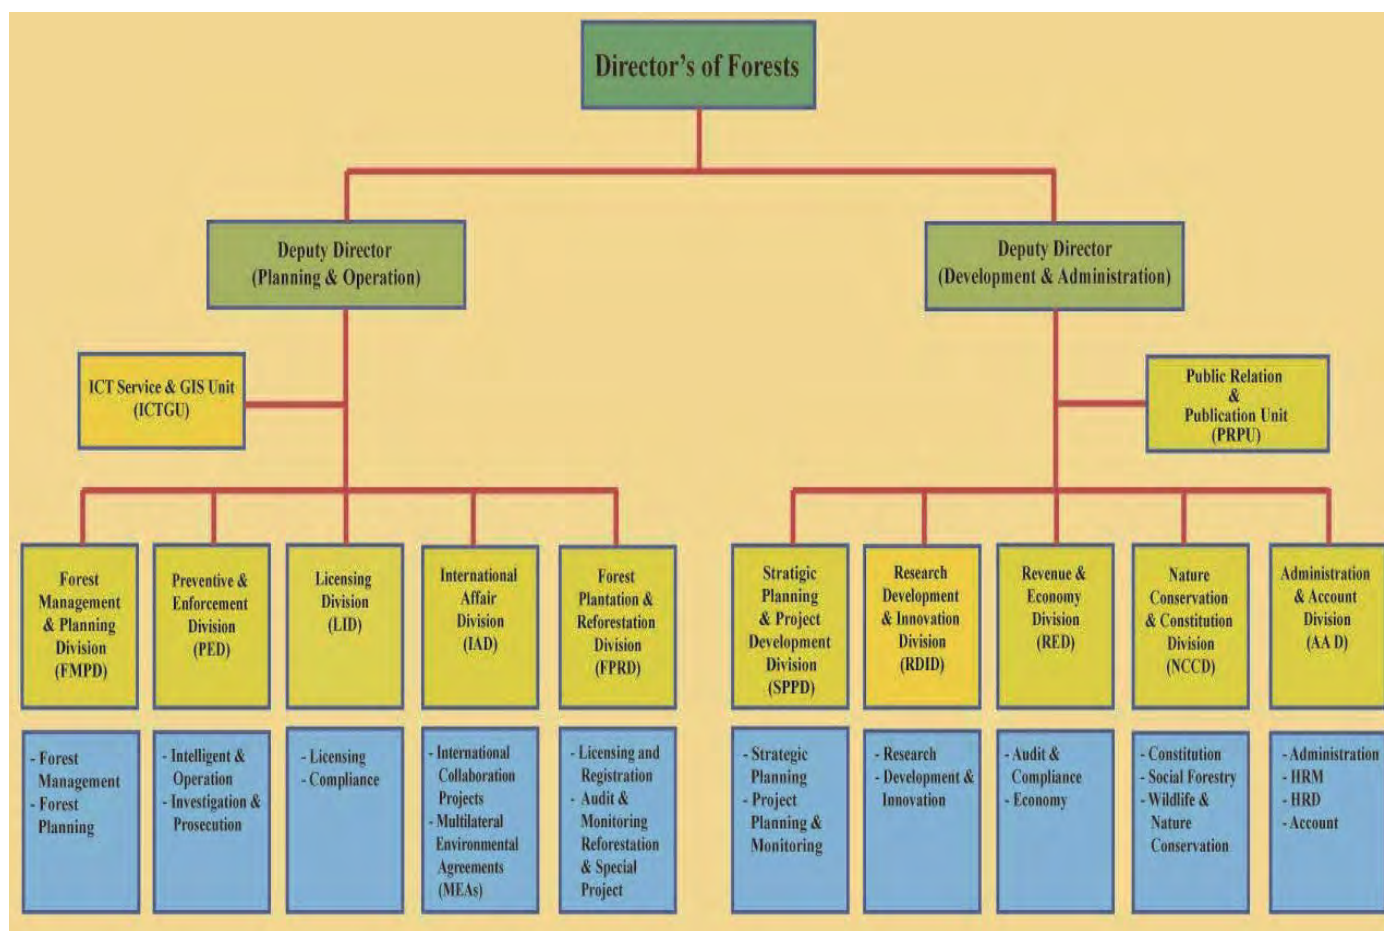 Director's of Forests
Deputy Director
(Planning & Operation)
Deputy Director
(Development & Administration)
ICT Service & GIS Unit
(ICTGU)
Public Relation
&
Publication Unit
(PRPU)
Forest
Management
& Planning
Division
(FMPD)
Preventive &
Enforcement
Division
(PED)
Licensing
Division
(LID)
International
Affair
Division
(IAD)
Forest
Plantation &
Reforestation
Division
(FPRD)
Stratigic
Planning
& Project
Development
Division
(SPPD)
Research
Development
& Innovation
Division
(RDID)
Revenue &
Economy
Division
(RED)
Nature
Conservation
& Constitution
Division
(NCCD)
Administration
& Account
Division
(AA D)
- Forest
Management
- Forest
Planning
- Intelligent &
Operation
- Investigation &
Prosecution
- Licensing
- Compliance
- International
Collaboration
Projects
- Multilateral
Environmental
Agreements
(MEAs)
- Licensing and
Registration
- Audit &
Monitoring
Reforestation
& Special
Project
- Strategic
Planning
- Project
Planning &
Monitoring
- Research
- Development &
Innovation
- Audit &
Compliance
- Economy
- Constitution
- Social Forestry
- Wildlife &
Nature
Conservation
- Administration
- HRM
- HRD
- Account